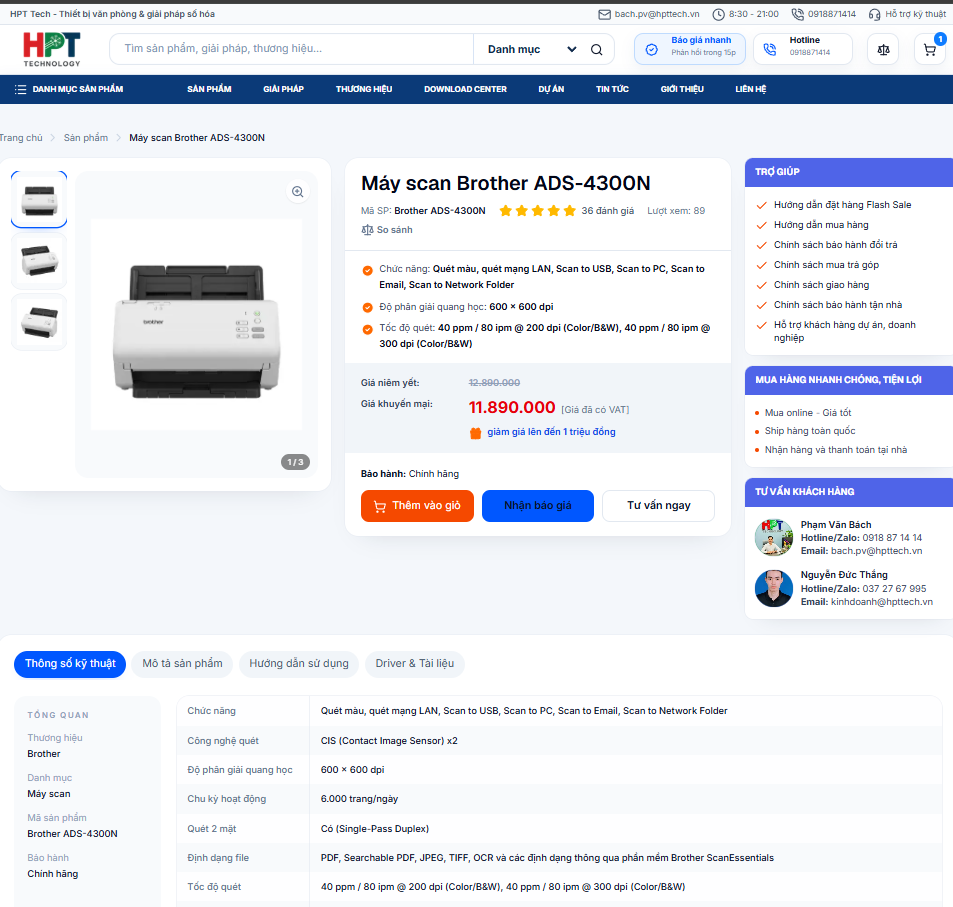 HPT Tech - Thiết bị văn phòng & giải pháp số hóa
bach.pv@hpttech.vn
8:30 - 21:00
0918871414
Hỗ trợ kỹ thuật
HPT
TECHNOLOGY
Tìm sản phẩm, giải pháp, thương hiệu...
Danh mục
Báo giá nhanh
Phản hồi trong 15p
Hotline
0918871414
1
DANH MỤC SẢN PHẨM
SẢN PHẨM
GIẢI PHÁP
THƯƠNG HIỆU
DOWNLOAD CENTER
DỰ ÁN
TIN TỨC
GIỚI THIỆU
LIÊN HỆ
Trang chủ
Sản phẩm
Máy scan Brother ADS-4300N
brother
1 / 3
Máy scan Brother ADS-4300N
Mã SP: Brother ADS-4300N
36 đánh giá
Lượt xem: 89
So sánh
Chức năng: Quét màu, quét mạng LAN, Scan to USB, Scan to PC, Scan to
Email, Scan to Network Folder
Độ phân giải quang học: 600 x 600 dpi
Tốc độ quét: 40 ppm / 80 ipm @ 200 dpi (Color/B&W), 40 ppm / 80 ipm @
300 dpi (Color/B&W)
Giá niêm yết: 12.890.000
Giá khuyến mại: 11.890.000 [Giá đã có VAT]
giảm giá lên đến 1 triệu đồng
Bảo hành: Chính hãng
Thêm vào giỏ
Nhận báo giá
Tư vấn ngay
TRỢ GIÚP
Hướng dẫn đặt hàng Flash Sale
Hướng dẫn mua hàng
Chính sách bảo hành đổi trả
Chính sách mua trả góp
Chính sách giao hàng
Chính sách bảo hành tận nhà
Hỗ trợ khách hàng dự án, doanh
nghiệp
MUA HÀNG NHANH CHÓNG, TIỆN LỢI
Mua online - Giá tốt
Ship hàng toàn quốc
Nhận hàng và thanh toán tại nhà
TƯ VẤN KHÁCH HÀNG
HPT
Phạm Văn Bách
Hotline/Zalo: 0918 87 14 14
Email: bach.pv@hpttech.vn
Nguyễn Đức Thắng
Hotline/Zalo: 037 27 67 995
Email: kinhdoanh@hpttech.vn
Thông số kỹ thuật
Mô tả sản phẩm
Hướng dẫn sử dụng
Driver & Tài liệu
TỔNG QUAN
Thương hiệu
Brother
Danh mục
Máy scan
Mã sản phẩm
Brother ADS-4300N
Bảo hành
Chính hãng
Chức năng Quét màu, quét mạng LAN, Scan to USB, Scan to PC, Scan to Email, Scan to Network Folder
Công nghệ quét CIS (Contact Image Sensor) x2
Độ phân giải quang học 600 x 600 dpi
Chu kỳ hoạt động 6.000 trang/ngày
Quét 2 mặt Có (Single-Pass Duplex)
Định dạng file PDF, Searchable PDF, JPEG, TIFF, OCR và các định dạng thông qua phần mềm Brother ScanEssentials
Tốc độ quét 40 ppm / 80 ipm @ 200 dpi (Color/B&W), 40 ppm / 80 ipm @ 300 dpi (Color/B&W)